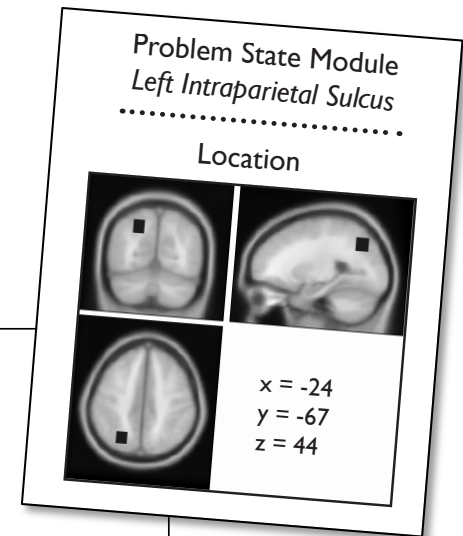 Problem State Module
Left Intraparietal Sulcus
Location
x = -24
y = -67
z = 44